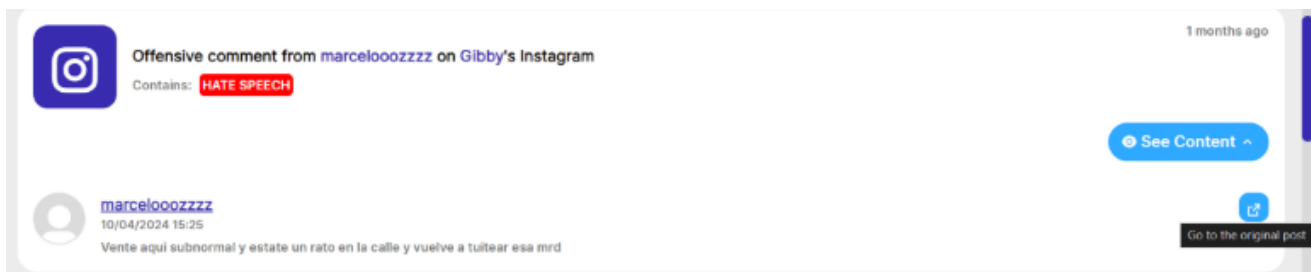 1 months ago
Offensive comment from marcelooozzzz on Gibby's Instagram
Contains: HATE SPEECH
See Content
marcelooozzzz
10/04/2024 15:25
Vente aqui subnormal y estate un rato en la calle y vuelve a tuitear esa mrd
Go to the original post